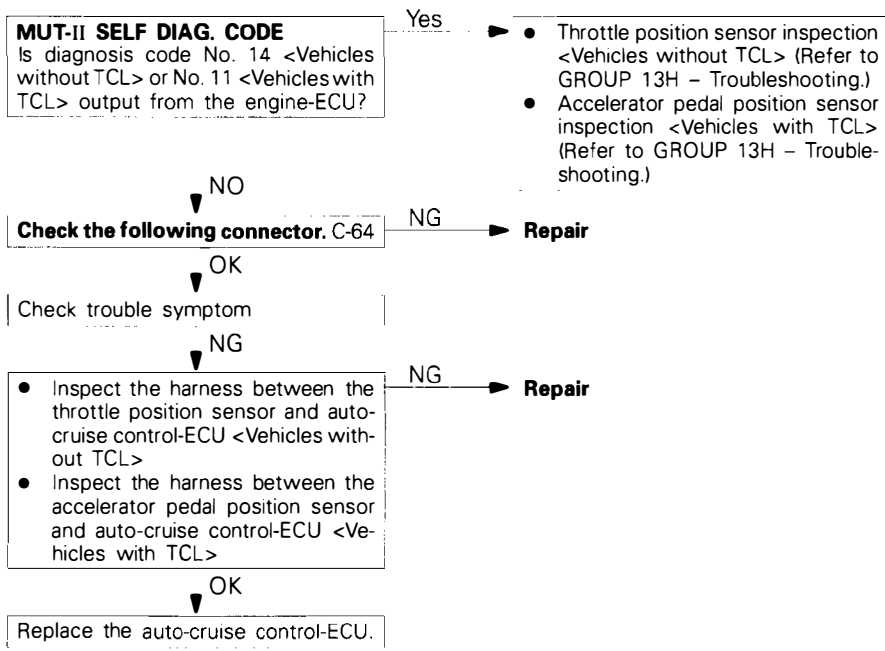 MUT-II SELF DIAG. CODE
Is diagnosis code No. 14 <Vehicles
without TCL> or No. 11 <Vehicles with
TCL> output from the engine-ECU?
Yes
● Throttle position sensor inspection
<Vehicles without TCL> (Refer to
GROUP 13H – Troubleshooting.)
● Accelerator pedal position sensor
inspection <Vehicles with TCL>
(Refer to GROUP 13H – Trouble-
shooting.)
NO
Check the following connector. C-64
NG
Repair
OK
Check trouble symptom
NG
● Inspect the harness between the
throttle position sensor and auto-
cruise control-ECU <Vehicles with-
out TCL>
● Inspect the harness between the
accelerator pedal position sensor
and auto-cruise control-ECU <Ve-
hicles with TCL>
NG
Repair
OK
Replace the auto-cruise control-ECU.